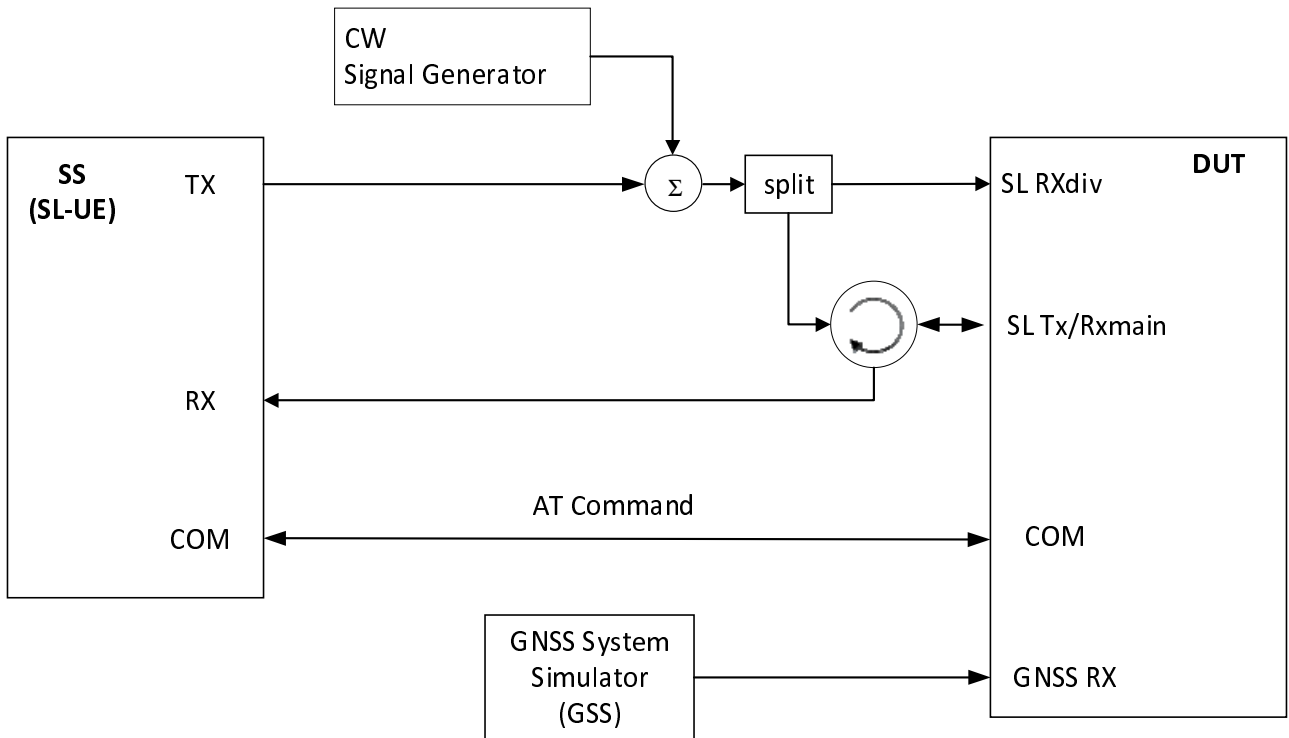 CW
Signal Generator
SS
(SL-UE)
TX
Σ
split
SL RXdiv
DUT
SL Tx/Rxmain
RX
AT Command
COM
COM
GNSS System
Simulator
(GSS)
GNSS RX